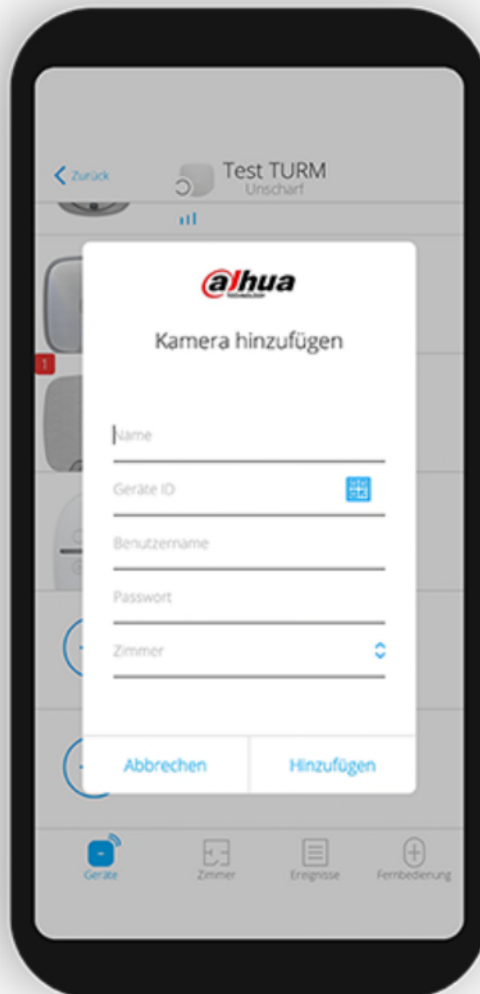 Zurück
Test TURM
Unscharf
alhua
TECHNOLOGY
Kamera hinzufügen
1
Name
Geräte ID
Benutzername
Passwort
Zimmer
Abbrechen
Hinzufügen
Geräte
Zimmer
Ereignisse
Fernbedienung